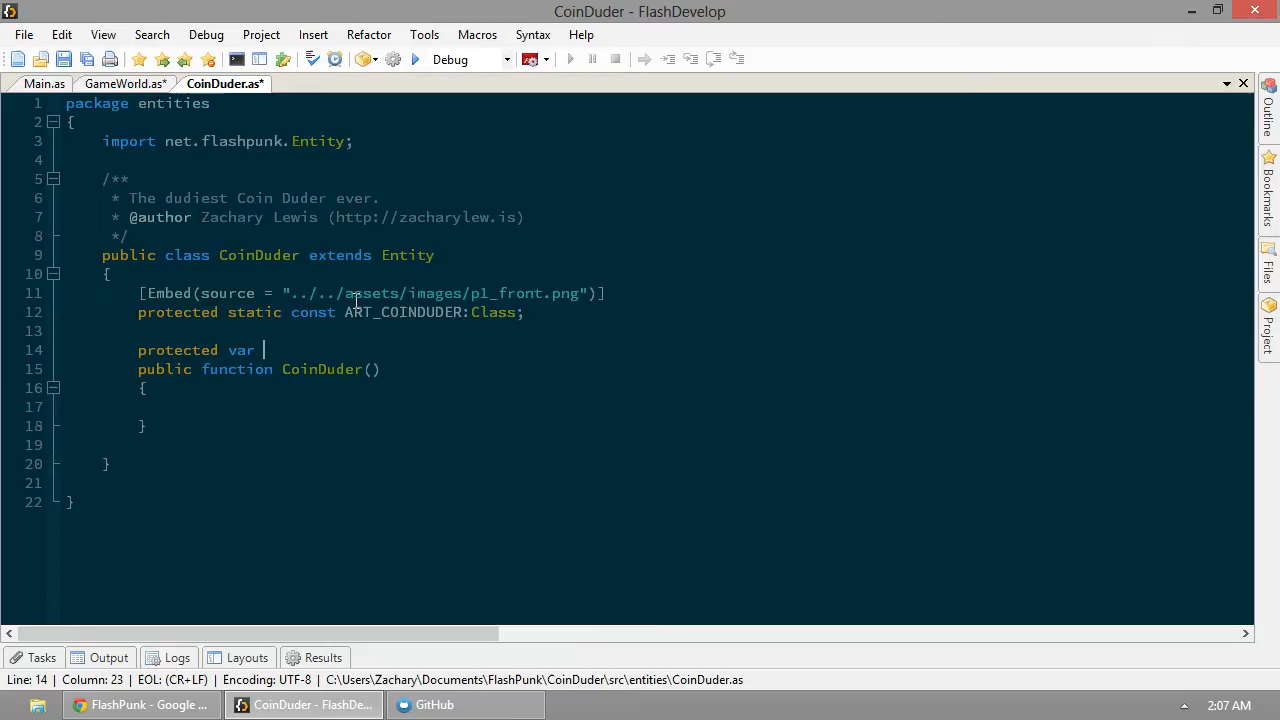 CoinDuder - FlashDevelop
File Edit View Search Debug Project Insert Refactor Tools Macros Syntax Help
Debug
Main.as GameWorld.as* CoinDuder.as*
1 package entities
2 {
3 import net.flashpunk.Entity;
4
5 /**
6 * The dudiest Coin Duder ever.
7 * @author Zachary Lewis (http://zacharylew.is)
8 */
9 public class CoinDuder extends Entity
10 {
11 [Embed(source = "../../assets/images/p1_front.png")]
12 protected static const ART_COINDUDER:Class;
13
14 protected var
15 public function CoinDuder()
16 {
17
18 }
19
20 }
21
22 }
Outline
Bookmarks
Files
Project
Tasks Output Logs Layouts Results
Line: 14 | Column: 23 | EOL: (CR+LF) | Encoding: UTF-8 | C:\Users\Zachary\Documents\FlashPunk\CoinDuder\src\entities\CoinDuder.as
FlashPunk - Google ... CoinDuder - FlashDe... GitHub 2:07 AM